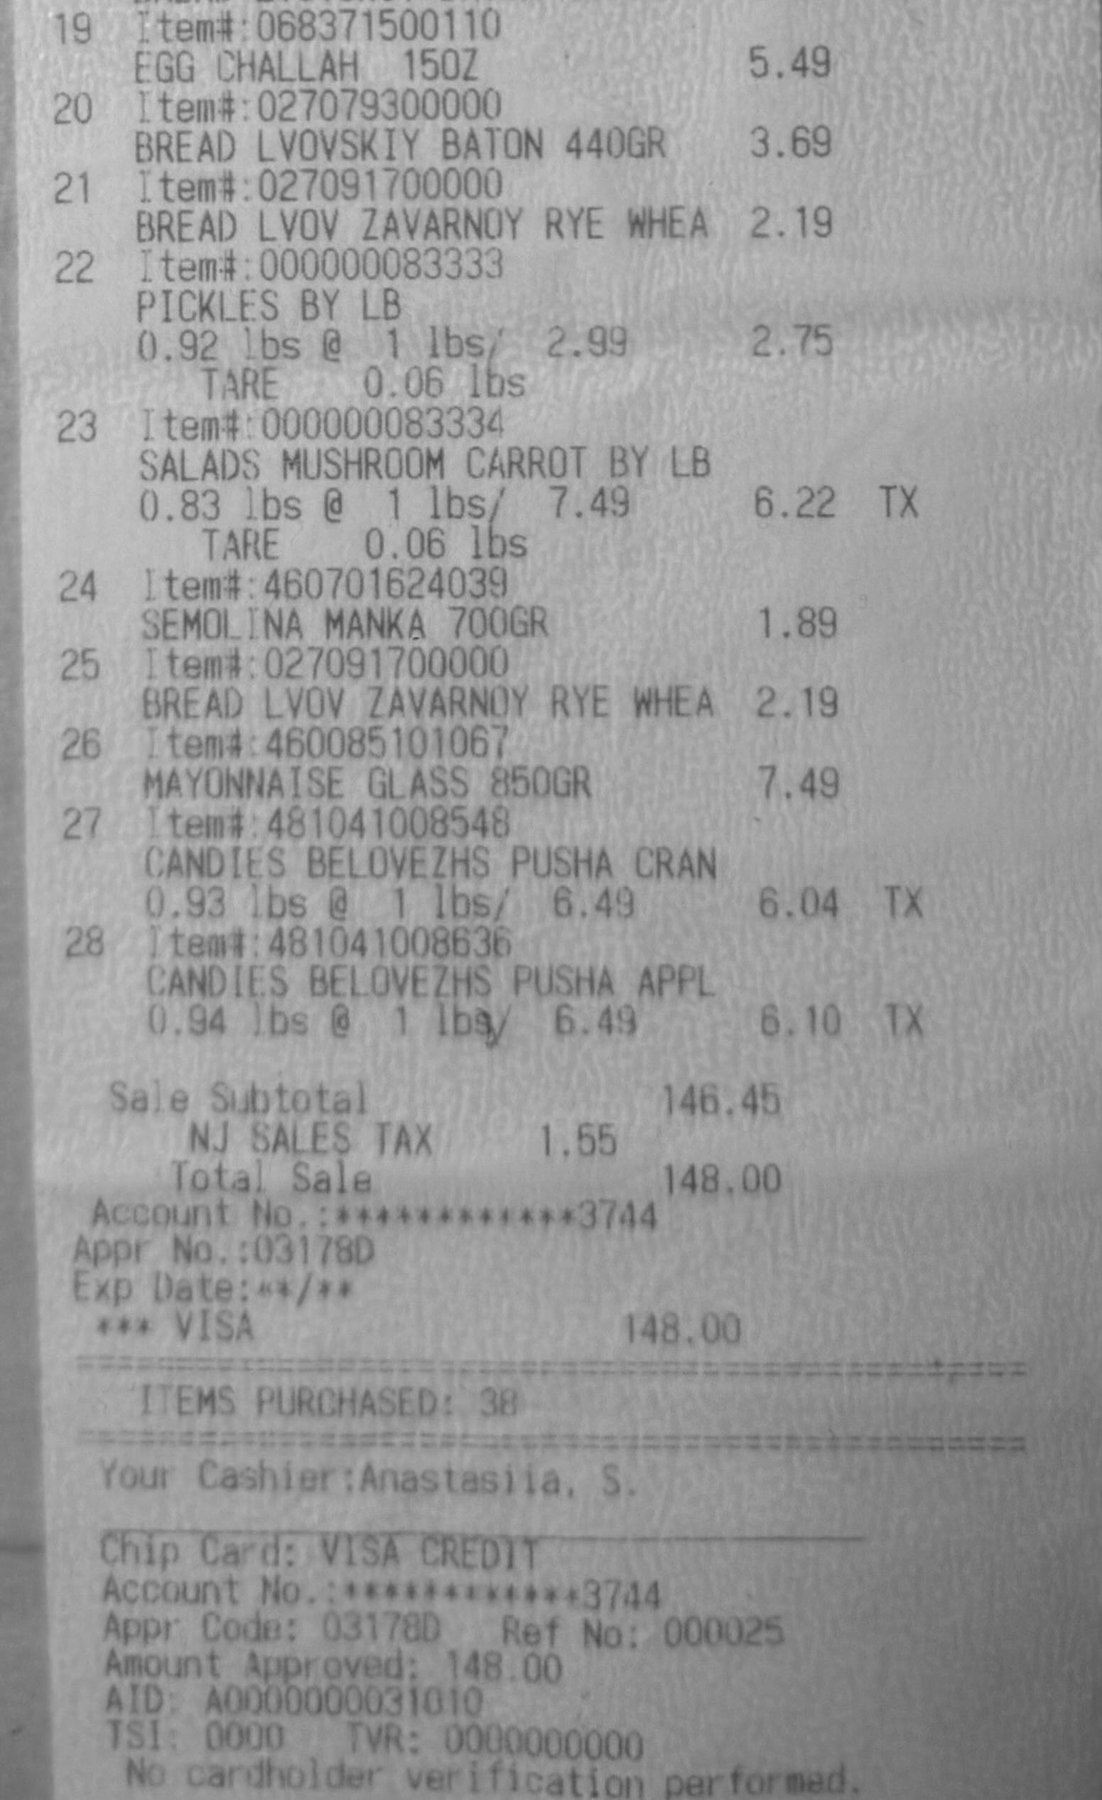 19 Item#:068371500110
EGG CHALLAH 15OZ 5.49
20 Item#:027079300000
BREAD LVOVSKIY BATON 440GR 3.69
21 Item#:027091700000
BREAD LVOV ZAVARNOY RYE WHEA 2.19
22 Item#:000000083333
PICKLES BY LB
0.92 lbs @ 1 lbs/ 2.99 2.75
TARE 0.06 lbs
23 Item#:000000083334
SALADS MUSHROOM CARROT BY LB
0.83 lbs @ 1 lbs/ 7.49 6.22 TX
TARE 0.06 lbs
24 Item#:460701624039
SEMOLINA MANKA 700GR 1.89
25 Item#:027091700000
BREAD LVOV ZAVARNOY RYE WHEA 2.19
26 Item#:460085101067
MAYONNAISE GLASS 850GR 7.49
27 Item#:481041008548
CANDIES BELOVEZHS PUSHA CRAN
0.93 lbs @ 1 lbs/ 6.49 6.04 TX
28 Item#:481041008636
CANDIES BELOVEZHS PUSHA APPL
0.94 lbs @ 1 lbs/ 6.49 6.10 TX
Sale Subtotal 146.45
NJ SALES TAX 1.55
Total Sale 148.00
Account No.:************3744
Appr No.:03178D
Exp Date:**/**
*** VISA 148.00
ITEMS PURCHASED: 38
Your Cashier:Anastasiia, S.
Chip Card: VISA CREDIT
Account No.:************3744
Appr Code: 03178D Ref No: 000025
Amount Approved: 148.00
AID: A0000000031010
TSI: 0000 TVR: 0000000000
No cardholder verification performed.